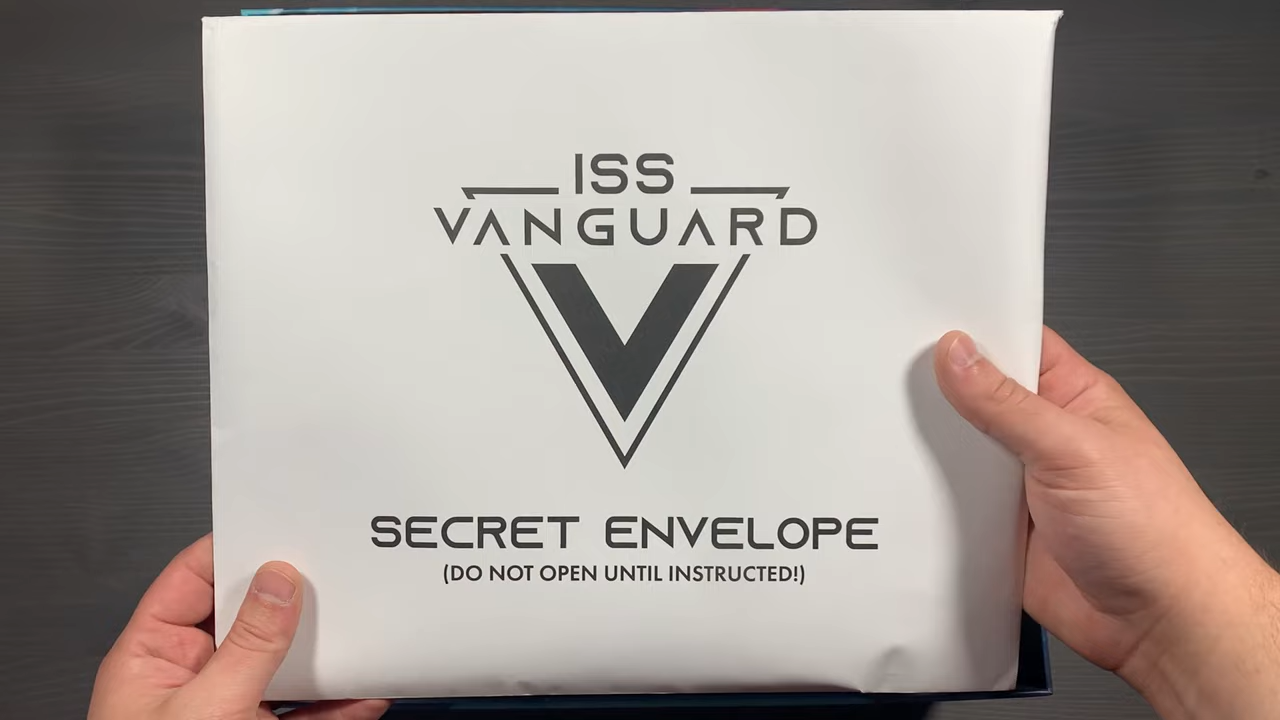 ISS
VANGUARD
SECRET ENVELOPE
(DO NOT OPEN UNTIL INSTRUCTED!)